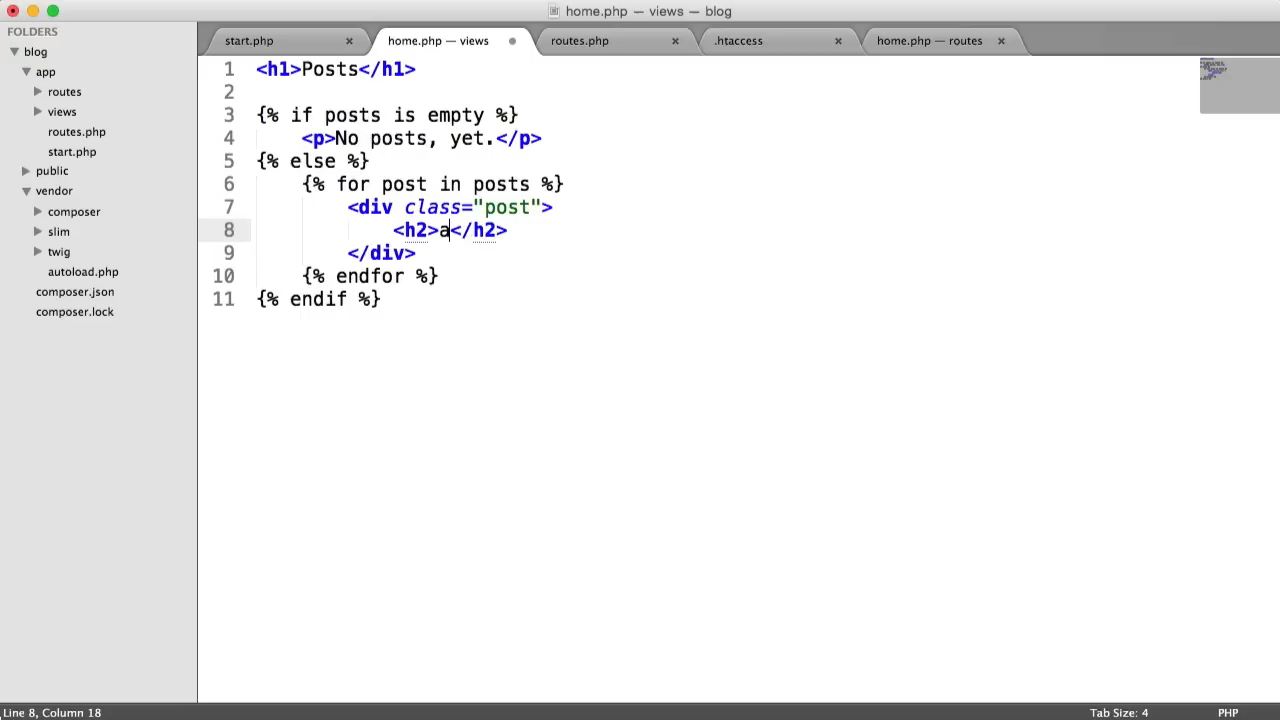 home.php — views — blog
FOLDERS
blog
app
routes
views
routes.php
start.php
public
vendor
composer
slim
twig
autoload.php
composer.json
composer.lock
start.php ×
home.php — views
routes.php ×
.htaccess ×
home.php — routes ×
1 <h1>Posts</h1>
2
3 {% if posts is empty %}
4     <p>No posts, yet.</p>
5 {% else %}
6     {% for post in posts %}
7         <div class="post">
8             <h2>a</h2>
9         </div>
10     {% endfor %}
11 {% endif %}
Line 8, Column 18
Tab Size: 4
PHP